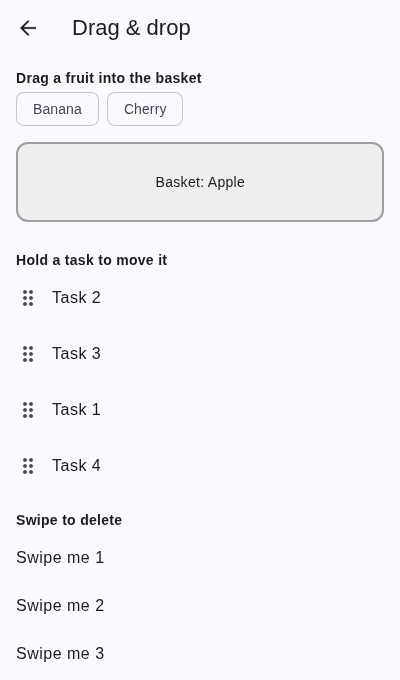 Drag & drop
Drag a fruit into the basket
Banana Cherry
Basket: Apple
Hold a task to move it
Task 2
Task 3
Task 1
Task 4
Swipe to delete
Swipe me 1
Swipe me 2
Swipe me 3